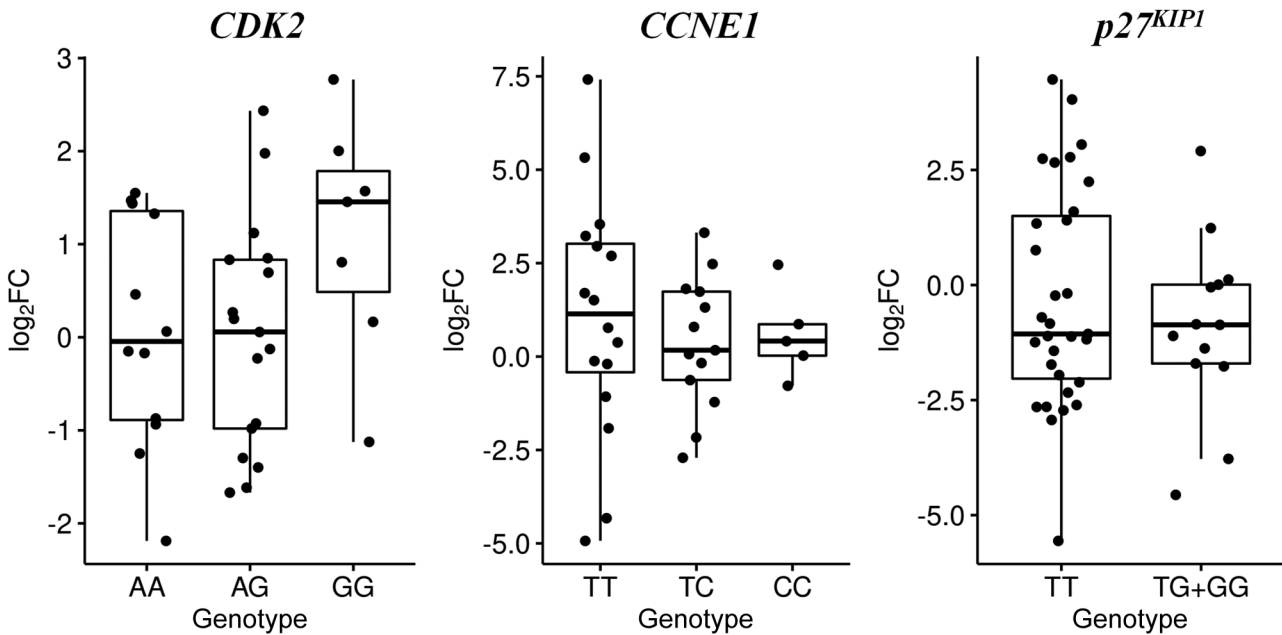 CDK2
CCNE1
p27^KIP1
log₂FC
3
2
1
0
-1
-2
AA AG GG
Genotype
log₂FC
7.5
5.0
2.5
0.0
-2.5
-5.0
TT TC CC
Genotype
log₂FC
2.5
0.0
-2.5
-5.0
TT TG+GG
Genotype